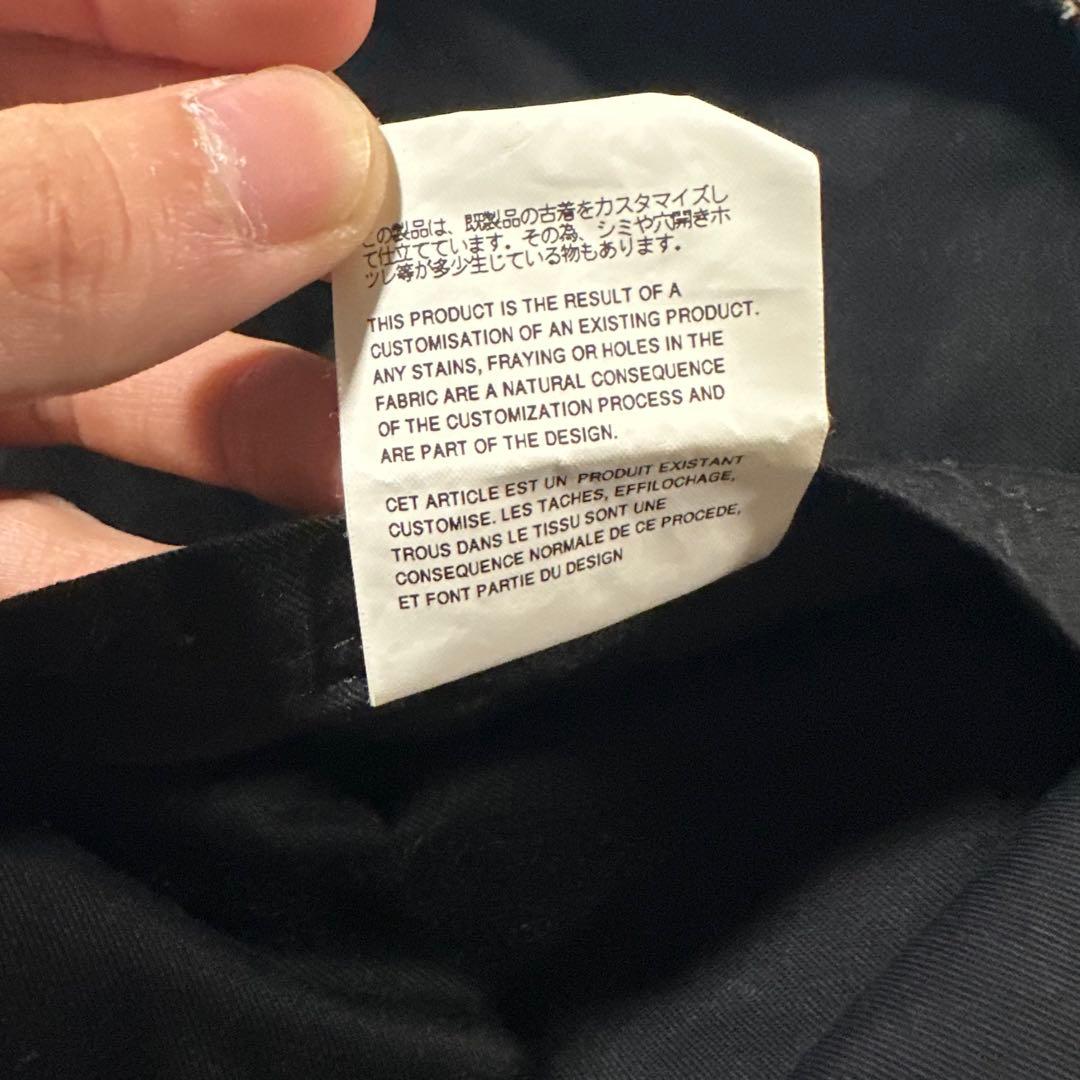 この製品は、既製品の古着をカスタマイズし
て仕立てています。その為、シミや穴開きホ
ツレ等が多少生じている物もあります。
THIS PRODUCT IS THE RESULT OF A
CUSTOMISATION OF AN EXISTING PRODUCT.
ANY STAINS, FRAYING OR HOLES IN THE
FABRIC ARE A NATURAL CONSEQUENCE
OF THE CUSTOMIZATION PROCESS AND
ARE PART OF THE DESIGN.
CET ARTICLE EST UN PRODUIT EXISTANT
CUSTOMISE. LES TACHES, EFFILOCHAGE,
TROUS DANS LE TISSU SONT UNE
CONSEQUENCE NORMALE DE CE PROCEDE,
ET FONT PARTIE DU DESIGN